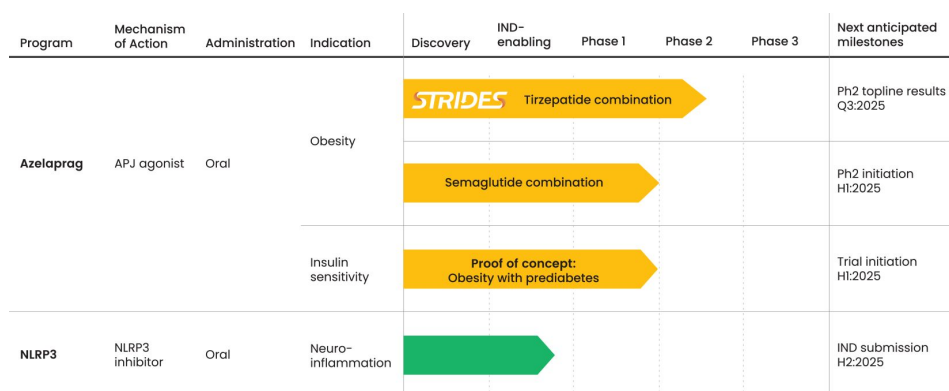 Program
Mechanism
of Action
Administration
Indication
Discovery
IND-
enabling
Phase 1
Phase 2
Phase 3
Next anticipated
milestones
Azelaprag
APJ agonist
Oral
Obesity
STRIDES Tirzepatide combination
Ph2 topline results
Q3:2025
Semaglutide combination
Ph2 initiation
H1:2025
Insulin
sensitivity
Proof of concept:
Obesity with prediabetes
Trial initiation
H1:2025
NLRP3
NLRP3
inhibitor
Oral
Neuro-
inflammation
IND submission
H2:2025